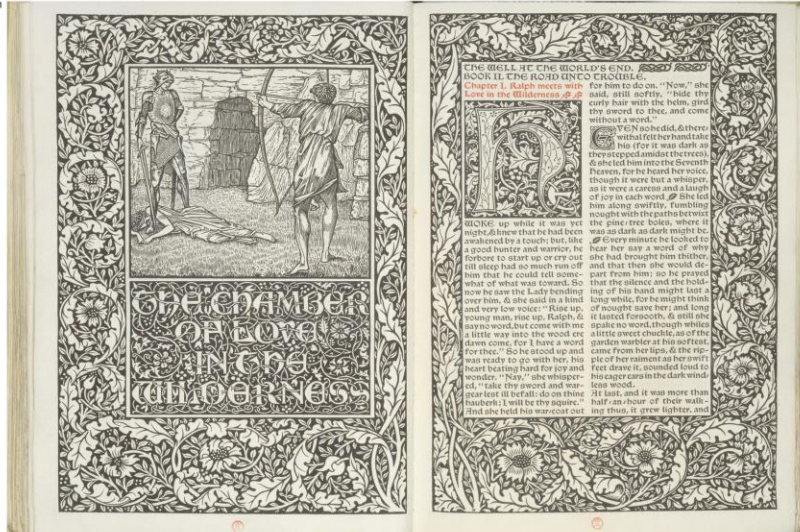 THE CHAMBER
OF LOVE
IN THE
WILDERNESS
THE WELL AT THE WORLD'S END.
BOOK II. THE ROAD UNTO TROUBLE.
Chapter I. Ralph meets with
Love in the Wilderness
HE
WOKE up while it was yet
night, & knew that he had been
awakened by a touch; but, like
a good hunter and warrior, he
forbore to start up or cry out
till sleep had so much run off
him that he could tell some-
what of what was toward. So
now he saw the Lady bending
over him, & she said in a kind
and very low voice: "Rise up,
young man, rise up, Ralph, &
say no word, but come with me
a little way into the wood ere
dawn come, for I have a word
for thee." So he stood up and
was ready to go with her, his
heart beating hard for joy and
wonder. "Nay," she whisper-
ed, "take thy sword and war-
gear lest ill befall: do on thine
hauberk; I will be thy squire."
And she held his war-coat out
for him to do on. "Now," she
said, still softly, "hide thy
curly hair with the helm, gird
thy sword to thee, and come
without a word."
EVEN so he did, & there-
withal felt her hand take
his (for it was dark as
they stepped amidst the trees),
& she led him into the Seventh
Heaven, for he heard her voice,
though it were but a whisper,
as it were a caress and a laugh
of joy in each word. She led
him along swiftly, fumbling
nought with the paths betwixt
the pine-tree boles, where it
was as dark as dark might be.
Every minute he looked to
hear her say a word of why
she had brought him thither,
and that then she would de-
part from him; so he prayed
that the silence and the hold-
ing of his hand might last a
long while, for he might think
of nought save her; and long
it lasted forsooth, & still she
spake no word, though whiles
a little sweet chuckle, as of the
garden warbler at his softest,
came from her lips, & the rip-
ple of her raiment as her swift
feet drave it, sounded loud to
his eager ears in the dark wind-
less wood.
At last, and it was more than
half-an-hour of their walk-
ing thus, it grew lighter, and